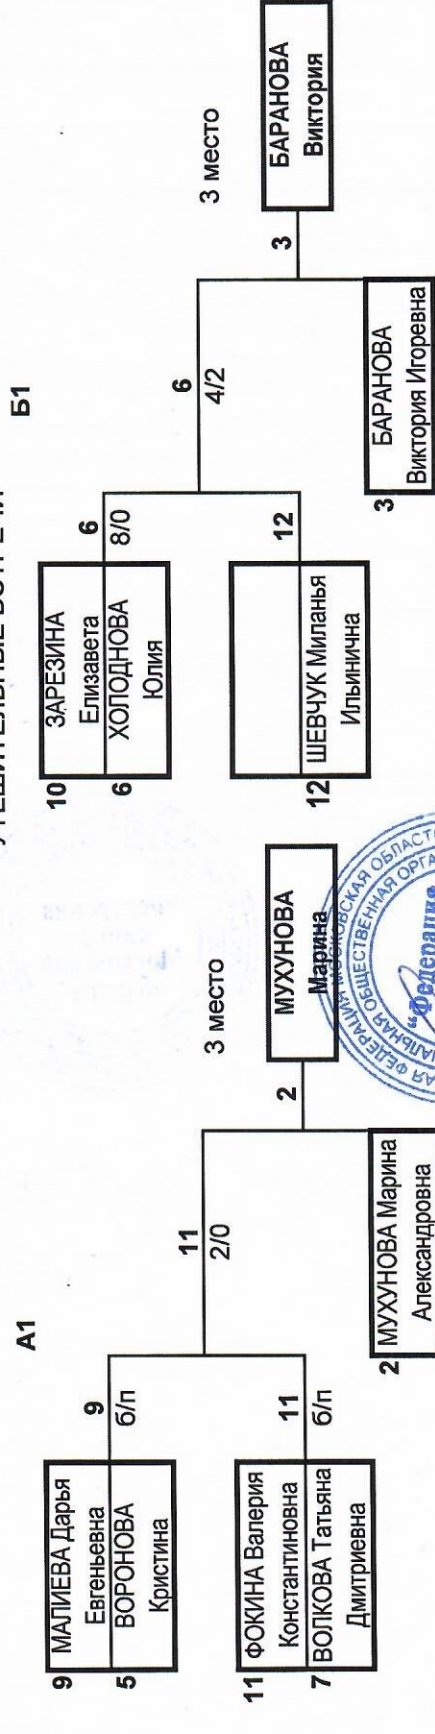 А1
9
МАЛИЕВА Дарья
Евгеньевна
5
ВОРОНОВА
Кристина
9
б/п
11
ФОКИНА Валерия
Константиновна
7
ВОЛКОВА Татьяна
Дмитриевна
11
б/п
11
2/0
2
МУХУНОВА Марина
Александровна
2
3 место
МУХУНОВА
Марина
Б1
10
ЗАРЕЗИНА
Елизавета
6
ХОЛОДНОВА
Юлия
6
8/0
12
ШЕВЧУК Миланья
Ильинична
12
6
4/2
3
БАРАНОВА
Виктория Игоревна
3
3 место
БАРАНОВА
Виктория